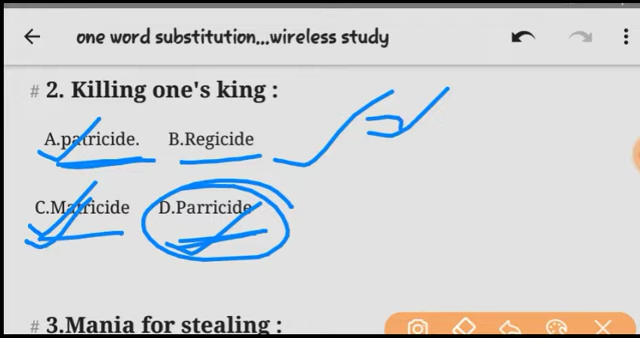 one word substitution...wireless study
# 2. Killing one's king :
A.patricide. B.Regicide
C.Matricide D.Parricide
# 3.Mania for stealing :